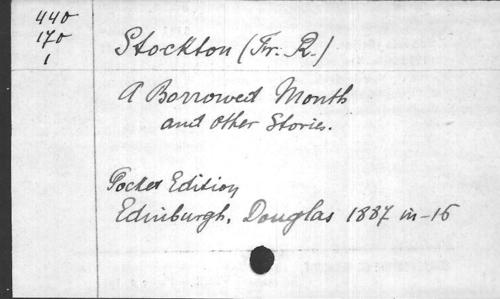 440
170
1
Stockton (Fr. R.)
A Borrowed Month
and other Stories.
Pocket Edition
Edinburgh, Douglas 1887 in-16